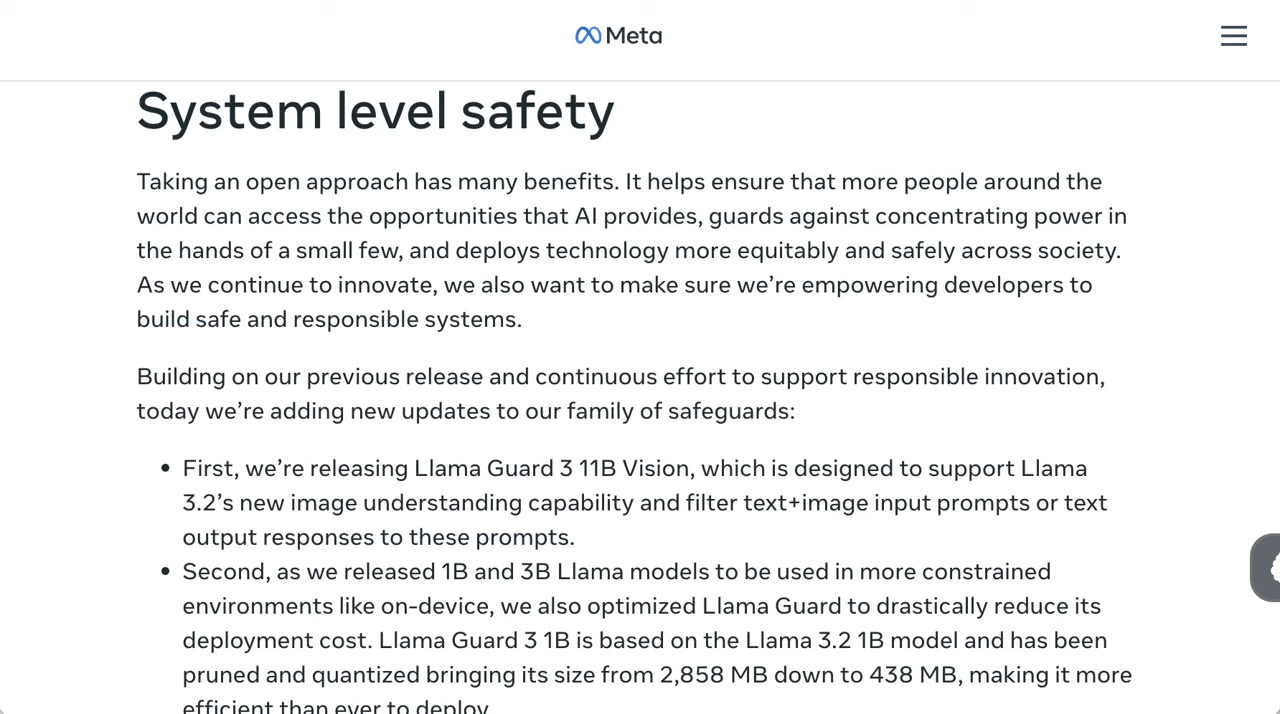 Meta
System level safety
Taking an open approach has many benefits. It helps ensure that more people around the
world can access the opportunities that AI provides, guards against concentrating power in
the hands of a small few, and deploys technology more equitably and safely across society.
As we continue to innovate, we also want to make sure we’re empowering developers to
build safe and responsible systems.
Building on our previous release and continuous effort to support responsible innovation,
today we’re adding new updates to our family of safeguards:
• First, we’re releasing Llama Guard 3 11B Vision, which is designed to support Llama
3.2’s new image understanding capability and filter text+image input prompts or text
output responses to these prompts.
• Second, as we released 1B and 3B Llama models to be used in more constrained
environments like on-device, we also optimized Llama Guard to drastically reduce its
deployment cost. Llama Guard 3 1B is based on the Llama 3.2 1B model and has been
pruned and quantized bringing its size from 2,858 MB down to 438 MB, making it more
efficient than ever to deploy.